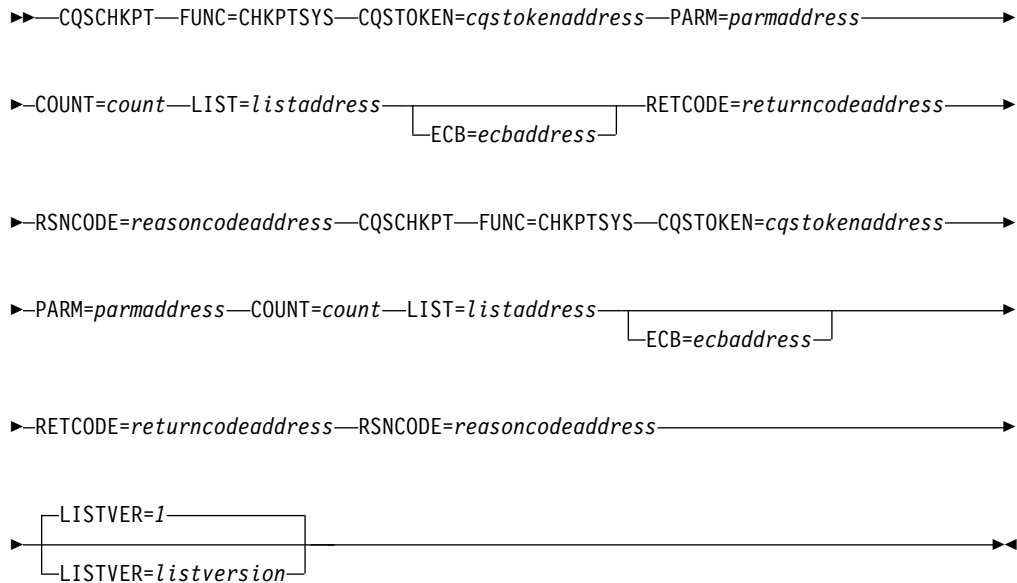 CQSCHKPT FUNC=CHKPTSYS CQSTOKEN=cqstokenaddress PARM=parmaddress
COUNT=count LIST=listaddress RETCODE=returncodeaddress
ECB=ecbaddress
RSNCODE=reasoncodeaddress CQSCHKPT FUNC=CHKPTSYS CQSTOKEN=cqstokenaddress
PARM=parmaddress COUNT=count LIST=listaddress
ECB=ecbaddress
RETCODE=returncodeaddress RSNCODE=reasoncodeaddress
LISTVER=1
LISTVER=listversion